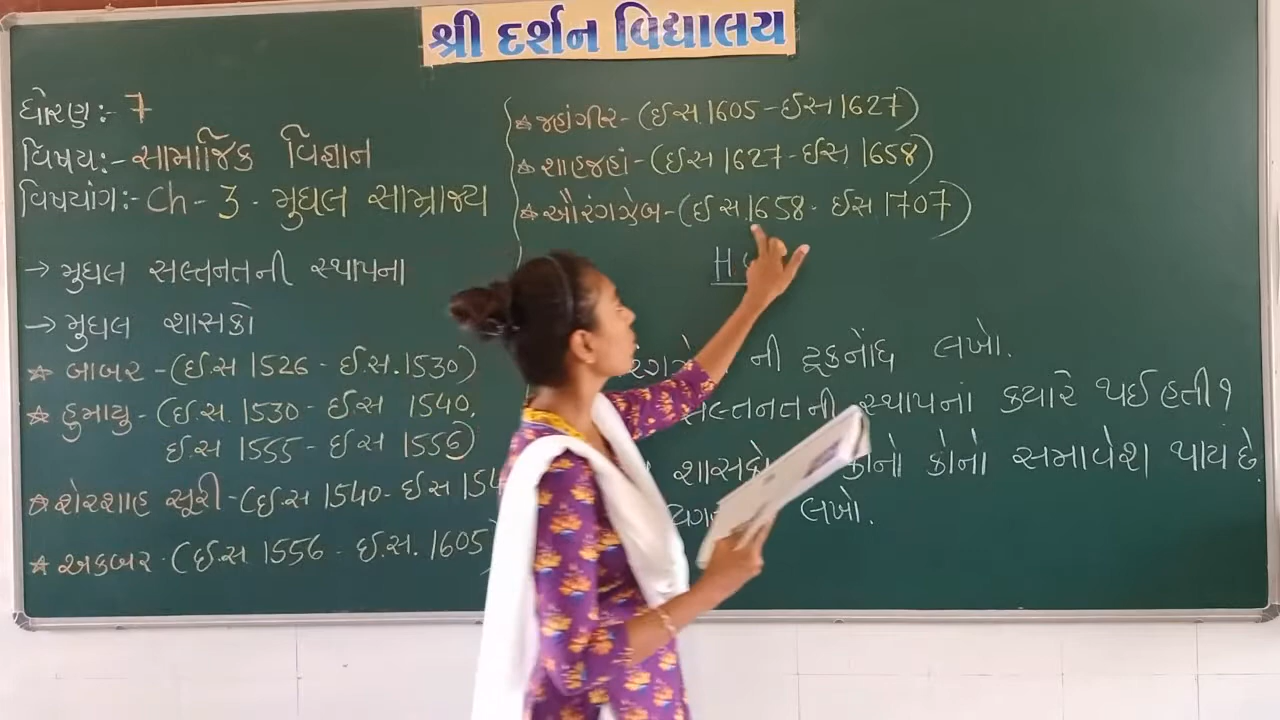 શ્રી દર્શન વિદ્યાલય
ધોરણ:- 7
વિષય:- સામાજિક વિજ્ઞાન
વિષયાંગ:- Ch - 3 - મુઘલ સામ્રાજ્ય
→ મુઘલ સલ્તનતની સ્થાપના
→ મુઘલ શાસકો
☆ બાબર - (ઈ.સ 1526 - ઈ.સ.1530)
☆ હુમાયુ - (ઈ.સ. 1530 - ઈ.સ 1540,
ઈ.સ 1555 - ઈ.સ 1556)
☆ શેરશાહ સૂરી - (ઈ.સ 1540 - ઈ.સ
☆ અકબર - (ઈ.સ 1556 - ઈ.સ. 1605)
☆ જહાંગીર - (ઈ.સ.1605 - ઈ.સ 1627)
☆ શાહજહાં - (ઈ.સ 1627 - ઈ.સ 1658)
☆ ઔરંગઝેબ - (ઈ.સ.1658 - ઈ.સ 1707)
H
ની ટૂકનોંધ લખો.
સલ્તનતની સ્થાપનાં ક્યારે થઈ હતી?
શાસકો કોનો કોનો સમાવેશ થાય છે.
લખો.